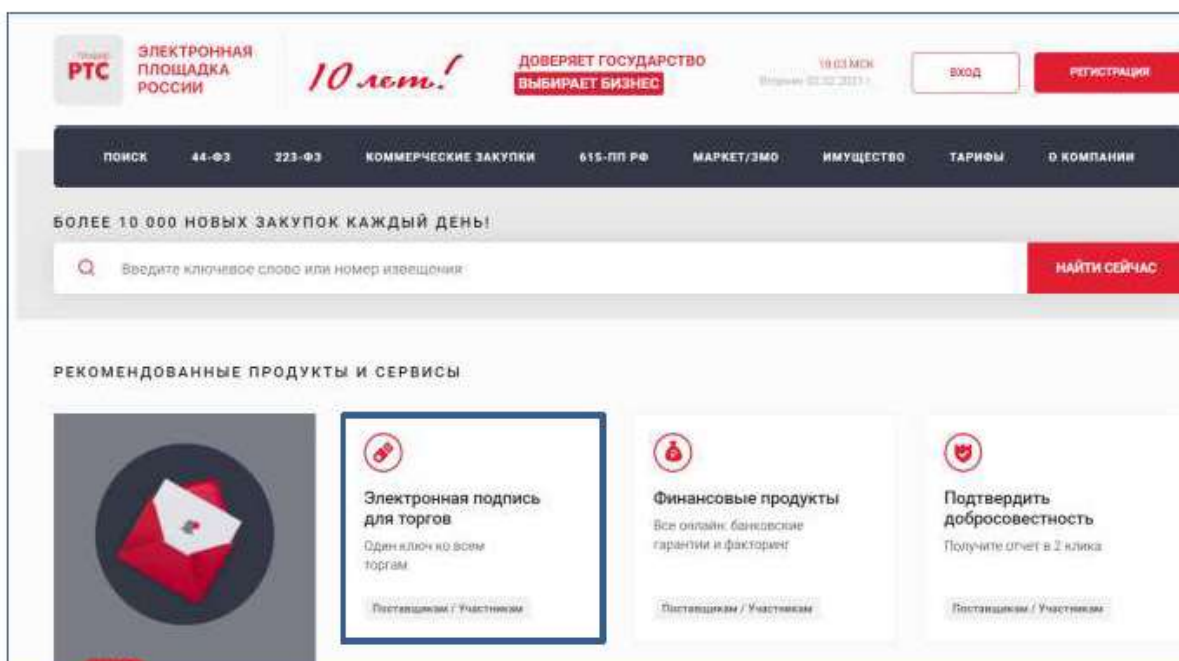 РТС
ЭЛЕКТРОННАЯ
ПЛОЩАДКА
РОССИИ
10 лет!
ДОВЕРЯЕТ ГОСУДАРСТВО
ВЫБИРАЕТ БИЗНЕС
19:03 МСК
ВХОД
РЕГИСТРАЦИЯ
ПОИСК 44-ФЗ 223-ФЗ КОММЕРЧЕСКИЕ ЗАКУПКИ 615-ПП РФ МАРКЕТ/ЗМО ИМУЩЕСТВО ТАРИФЫ О КОМПАНИИ
БОЛЕЕ 10 000 НОВЫХ ЗАКУПОК КАЖДЫЙ ДЕНЬ!
Введите ключевое слово или номер извещения
НАЙТИ СЕЙЧАС
РЕКОМЕНДОВАННЫЕ ПРОДУКТЫ И СЕРВИСЫ
Электронная подпись
для торгов
Один ключ ко всем
торгам
Поставщикам / Участникам
Финансовые продукты
Все онлайн: банковские
гарантии и факторинг
Поставщикам / Участникам
Подтвердить
добросовестность
Получите отчет в 2 клика
Поставщикам / Участникам